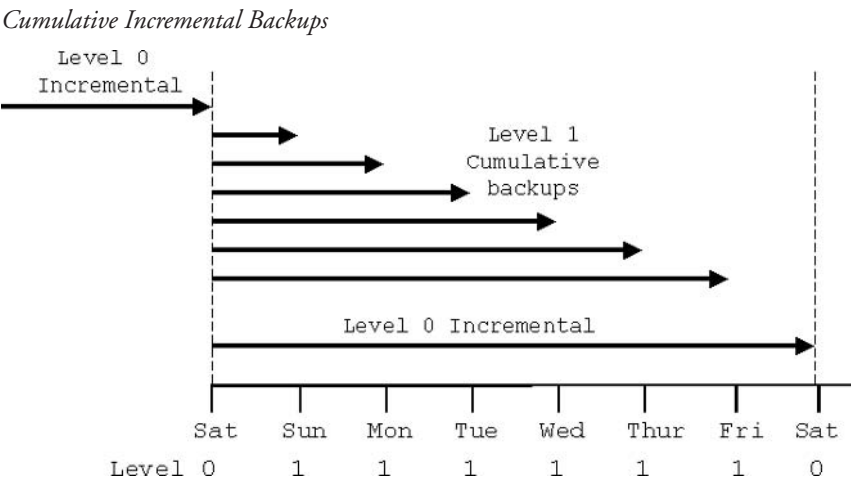 Cumulative Incremental Backups
Level 0
Incremental
Level 1
Cumulative
backups
Level 0 Incremental
Sat Sun Mon Tue Wed Thur Fri Sat
Level 0 1 1 1 1 1 1 0